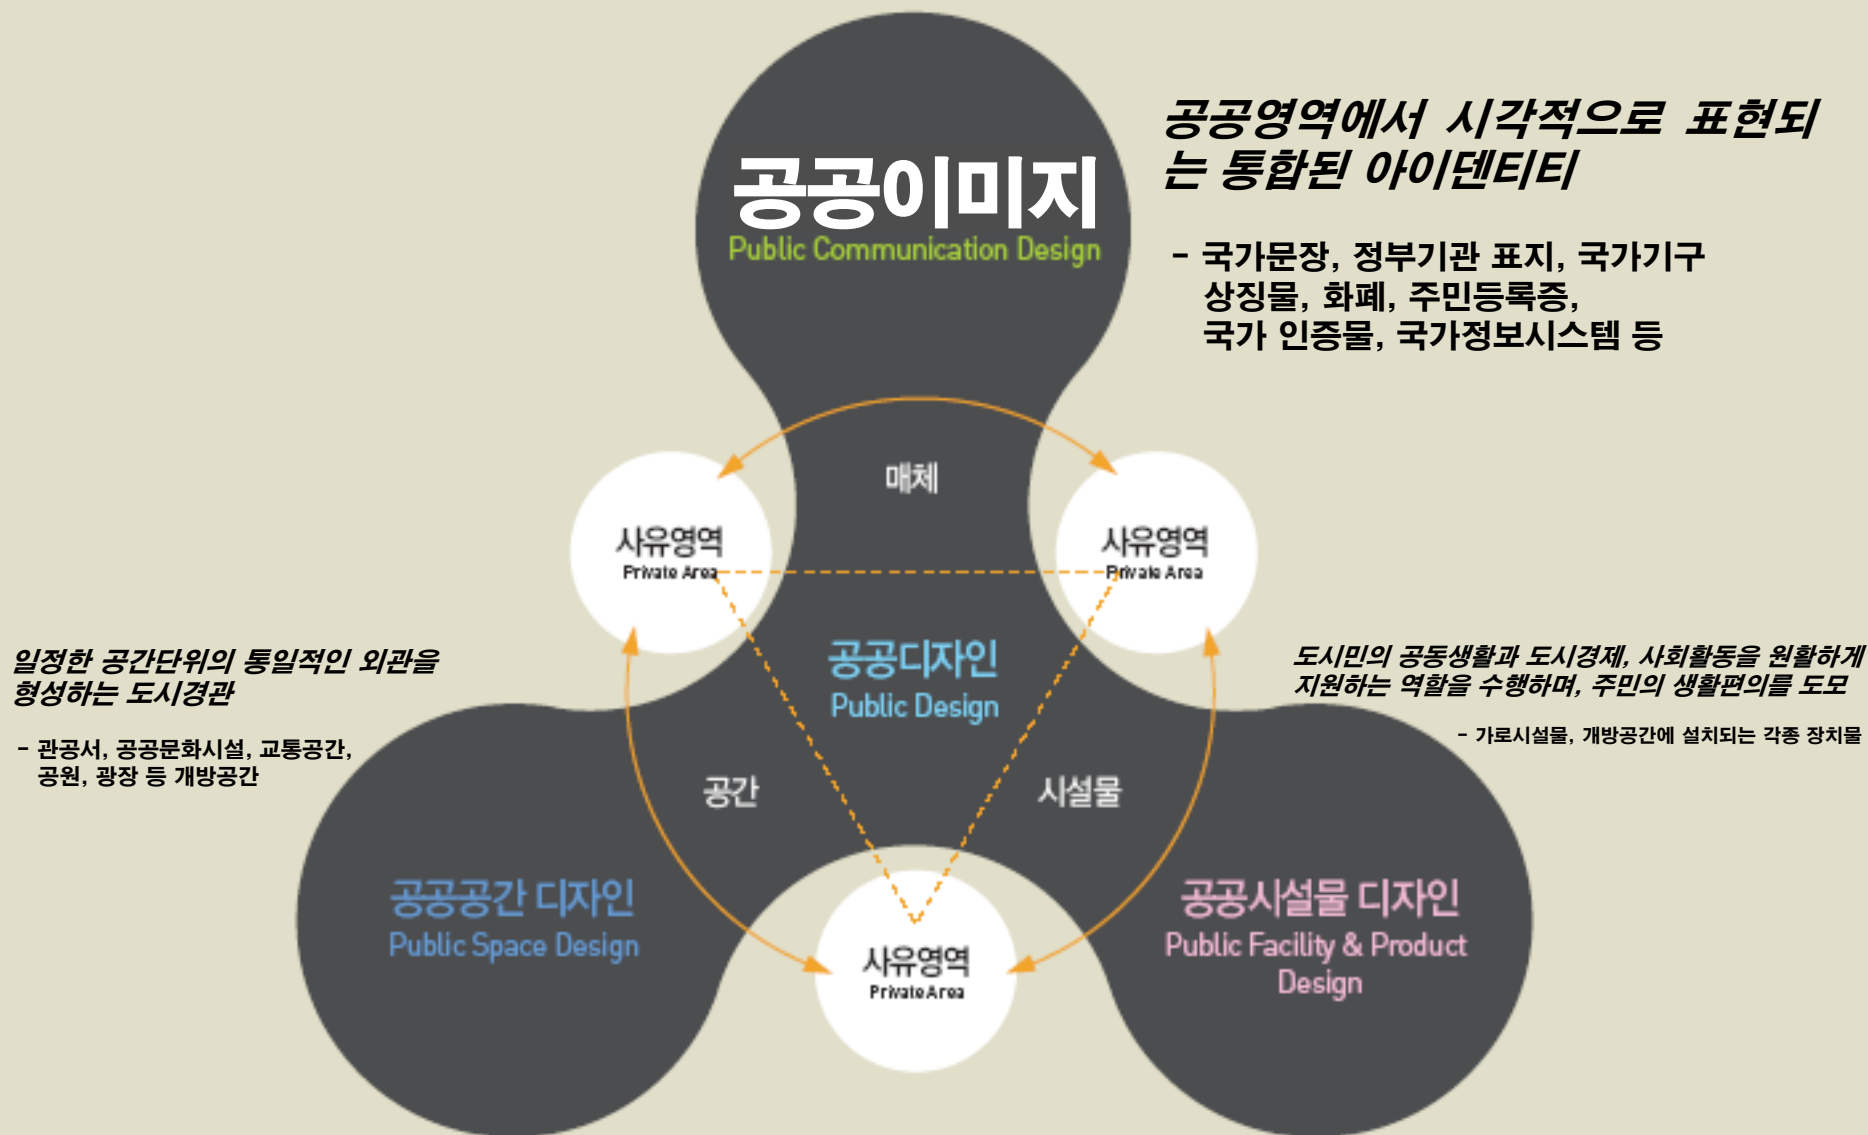 공공이미지
Public Communication Design
공공영역에서 시각적으로 표현되
는 통합된 아이덴티티
- 국가문장, 정부기관 표지, 국가기구
상징물, 화폐, 주민등록증,
국가 인증물, 국가정보시스템 등
매체
사유영역
Private Area
사유영역
Private Area
공공디자인
Public Design
일정한 공간단위의 통일적인 외관을
형성하는 도시경관
- 관공서, 공공문화시설, 교통공간,
공원, 광장 등 개방공간
도시민의 공동생활과 도시경제, 사회활동을 원활하게
지원하는 역할을 수행하며, 주민의 생활편의를 도모
- 가로시설물, 개방공간에 설치되는 각종 장치물
공간
시설물
공공공간 디자인
Public Space Design
공공시설물 디자인
Public Facility & Product
Design
사유영역
Private Area